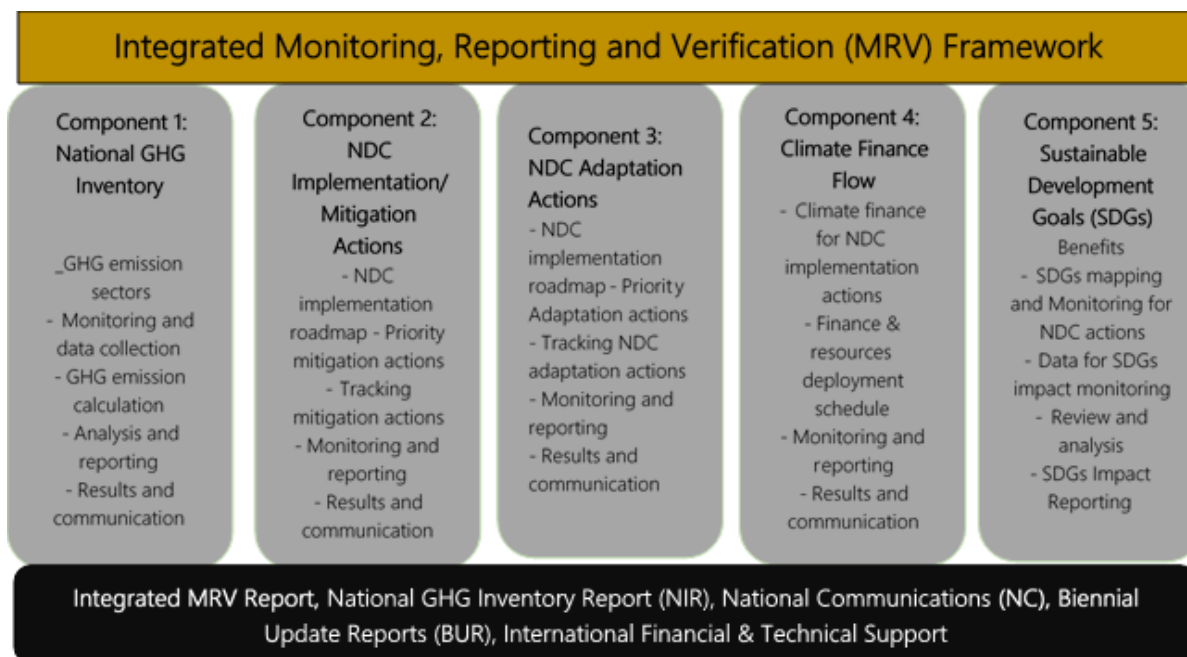 Integrated Monitoring, Reporting and Verification (MRV) Framework
Component 1:
National GHG
Inventory
_GHG emission
sectors
- Monitoring and
data collection
- GHG emission
calculation
- Analysis and
reporting
- Results and
communication
Component 2:
NDC
Implementation/
Mitigation
Actions
- NDC
implementation
roadmap - Priority
mitigation actions
- Tracking
mitigation actions
- Monitoring and
reporting
- Results and
communication
Component 3:
NDC Adaptation
Actions
- NDC
implementation
roadmap - Priority
Adaptation actions
- Tracking NDC
adaptation actions
- Monitoring and
reporting
- Results and
communication
Component 4:
Climate Finance
Flow
- Climate finance
for NDC
implementation
actions
- Finance &
resources
deployment
schedule
- Monitoring and
reporting
- Results and
communication
Component 5:
Sustainable
Development
Goals (SDGs)
Benefits
- SDGs mapping
and Monitoring for
NDC actions
- Data for SDGs
impact monitoring
- Review and
analysis
- SDGs Impact
Reporting
Integrated MRV Report, National GHG Inventory Report (NIR), National Communications (NC), Biennial
Update Reports (BUR), International Financial & Technical Support